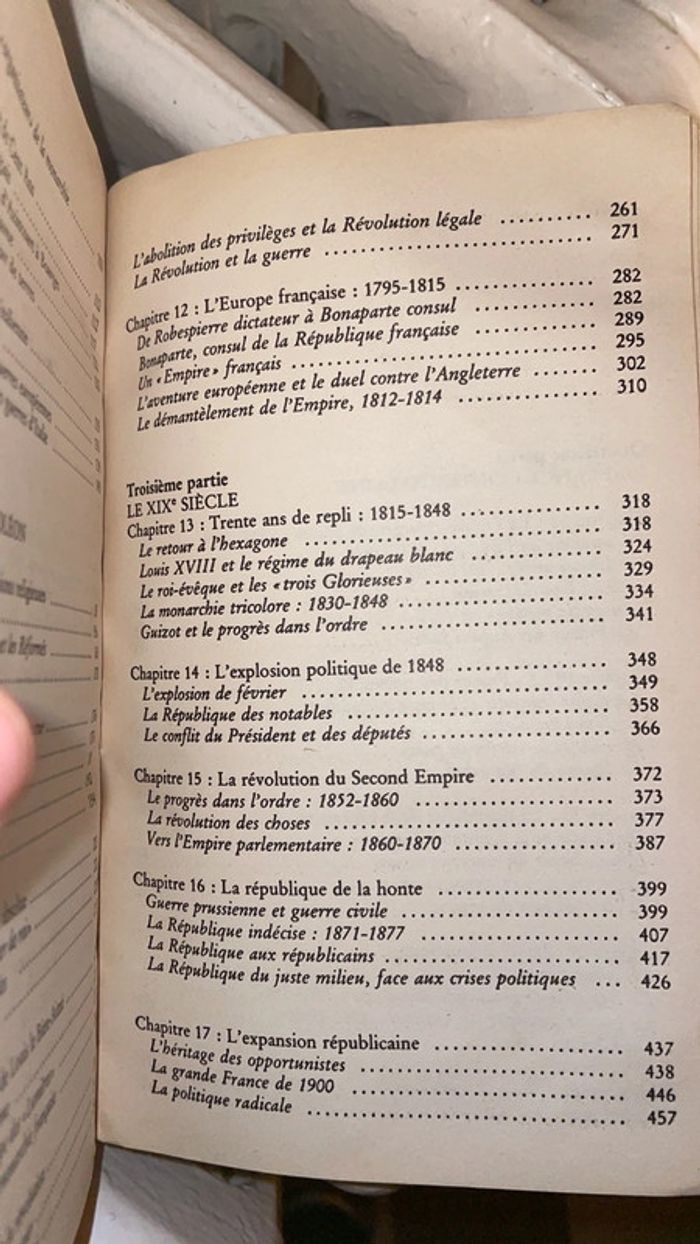 L'abolition des privilèges et la Révolution légale .......... 261
La Révolution et la guerre .............................. 271
Chapitre 12 : L'Europe française : 1795-1815 .............. 282
De Robespierre dictateur à Bonaparte consul ............ 282
Bonaparte, consul de la République française ............ 289
Un « Empire » français ................................ 295
L'aventure européenne et le duel contre l'Angleterre ....... 302
Le démantèlement de l'Empire, 1812-1814 .............. 310
Troisième partie
LE XIXe SIÈCLE
Chapitre 13 : Trente ans de repli : 1815-1848 .............. 318
Le retour à l'hexagone .............................. 318
Louis XVIII et le régime du drapeau blanc ............. 324
Le roi-évêque et les « trois Glorieuses » ................. 329
La monarchie tricolore : 1830-1848 .................... 334
Guizot et le progrès dans l'ordre ...................... 341
Chapitre 14 : L'explosion politique de 1848 ............... 348
L'explosion de février .............................. 349
La République des notables .......................... 358
Le conflit du Président et des députés .................. 366
Chapitre 15 : La révolution du Second Empire ............. 372
Le progrès dans l'ordre : 1852-1860 ................... 373
La révolution des choses ............................ 377
Vers l'Empire parlementaire : 1860-1870 ................ 387
Chapitre 16 : La république de la honte .................. 399
Guerre prussienne et guerre civile ..................... 399
La République indécise : 1871-1877 ................... 407
La République aux républicains ....................... 417
La République du juste milieu, face aux crises politiques ... 426
Chapitre 17 : L'expansion républicaine ................... 437
L'héritage des opportunistes .......................... 438
La grande France de 1900 ........................... 446
La politique radicale ................................ 457